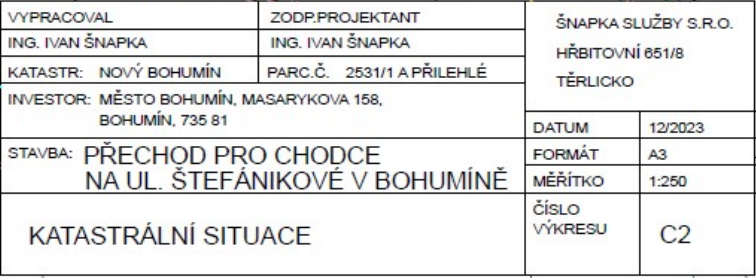 VYPRACOVAL
ZODP.PROJEKTANT
ING. IVAN ŠNAPKA
ING. IVAN ŠNAPKA
KATASTR: NOVÝ BOHUMÍN
PARC.Č. 2531/1 A PŘILEHLÉ
INVESTOR: MĚSTO BOHUMÍN, MASARYKOVA 158,
BOHUMÍN, 735 81
STAVBA: PŘECHOD PRO CHODCE
NA UL. ŠTEFÁNIKOVÉ V BOHUMÍNĚ
KATASTRÁLNÍ SITUACE
ŠNAPKA SLUŽBY S.R.O.
HŘBITOVNÍ 651/8
TĚRLICKO
DATUM 12/2023
FORMÁT A3
MĚŘÍTKO 1:250
ČÍSLO
VÝKRESU C2